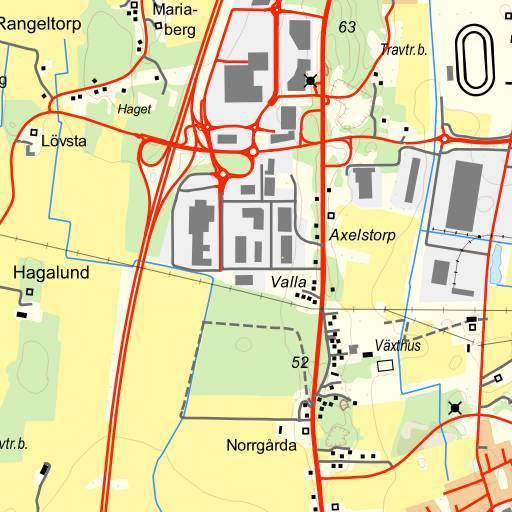 Maria-
berg
Rangeltorp
63
Travtr.b.
g
Haget
Lövsta
Axelstorp
Hagalund
Valla
Växthus
52
vtr.b.
Norrgårda